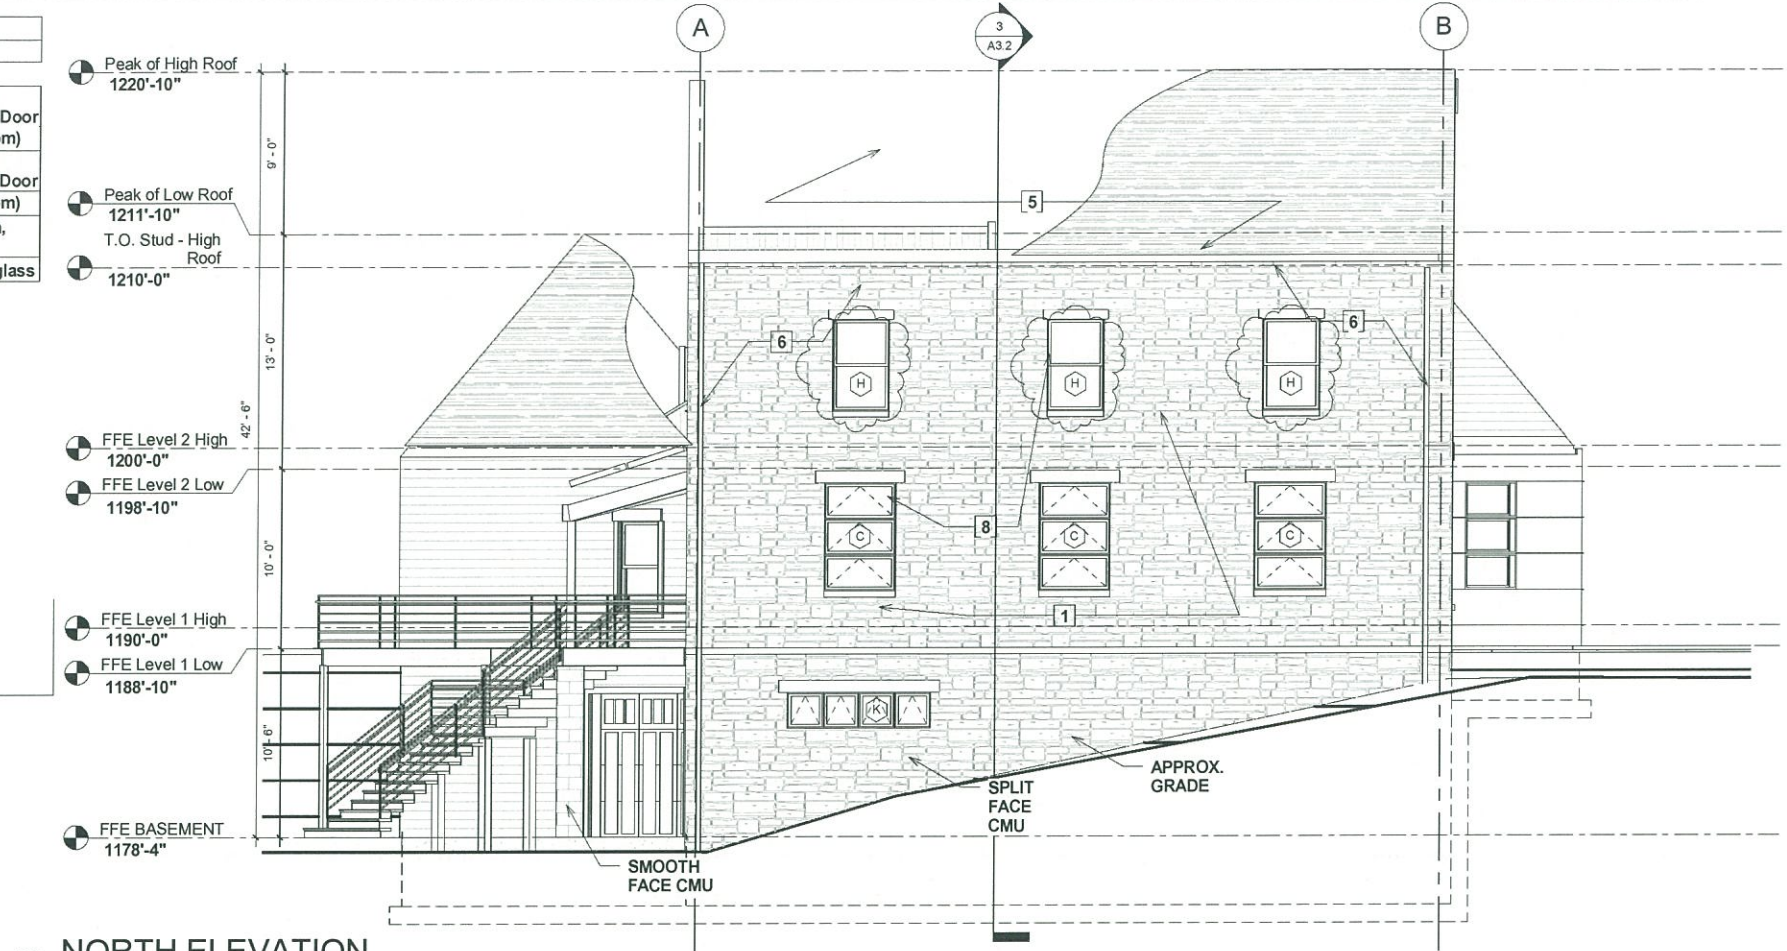 A
3
A3.2
B
Door
m)
Door
m)
,
glass
Peak of High Roof
1220'-10"
9' - 0"
Peak of Low Roof
1211'-10"
T.O. Stud - High
Roof
1210'-0"
5
6
6
13' - 0"
H
H
H
42' - 6"
FFE Level 2 High
1200'-0"
FFE Level 2 Low
1198'-10"
8
C
C
C
10' - 0"
FFE Level 1 High
1190'-0"
1
FFE Level 1 Low
1188'-10"
K
10' - 6"
APPROX.
GRADE
SPLIT
FACE
CMU
FFE BASEMENT
1178'-4"
SMOOTH
FACE CMU
NORTH ELEVATION